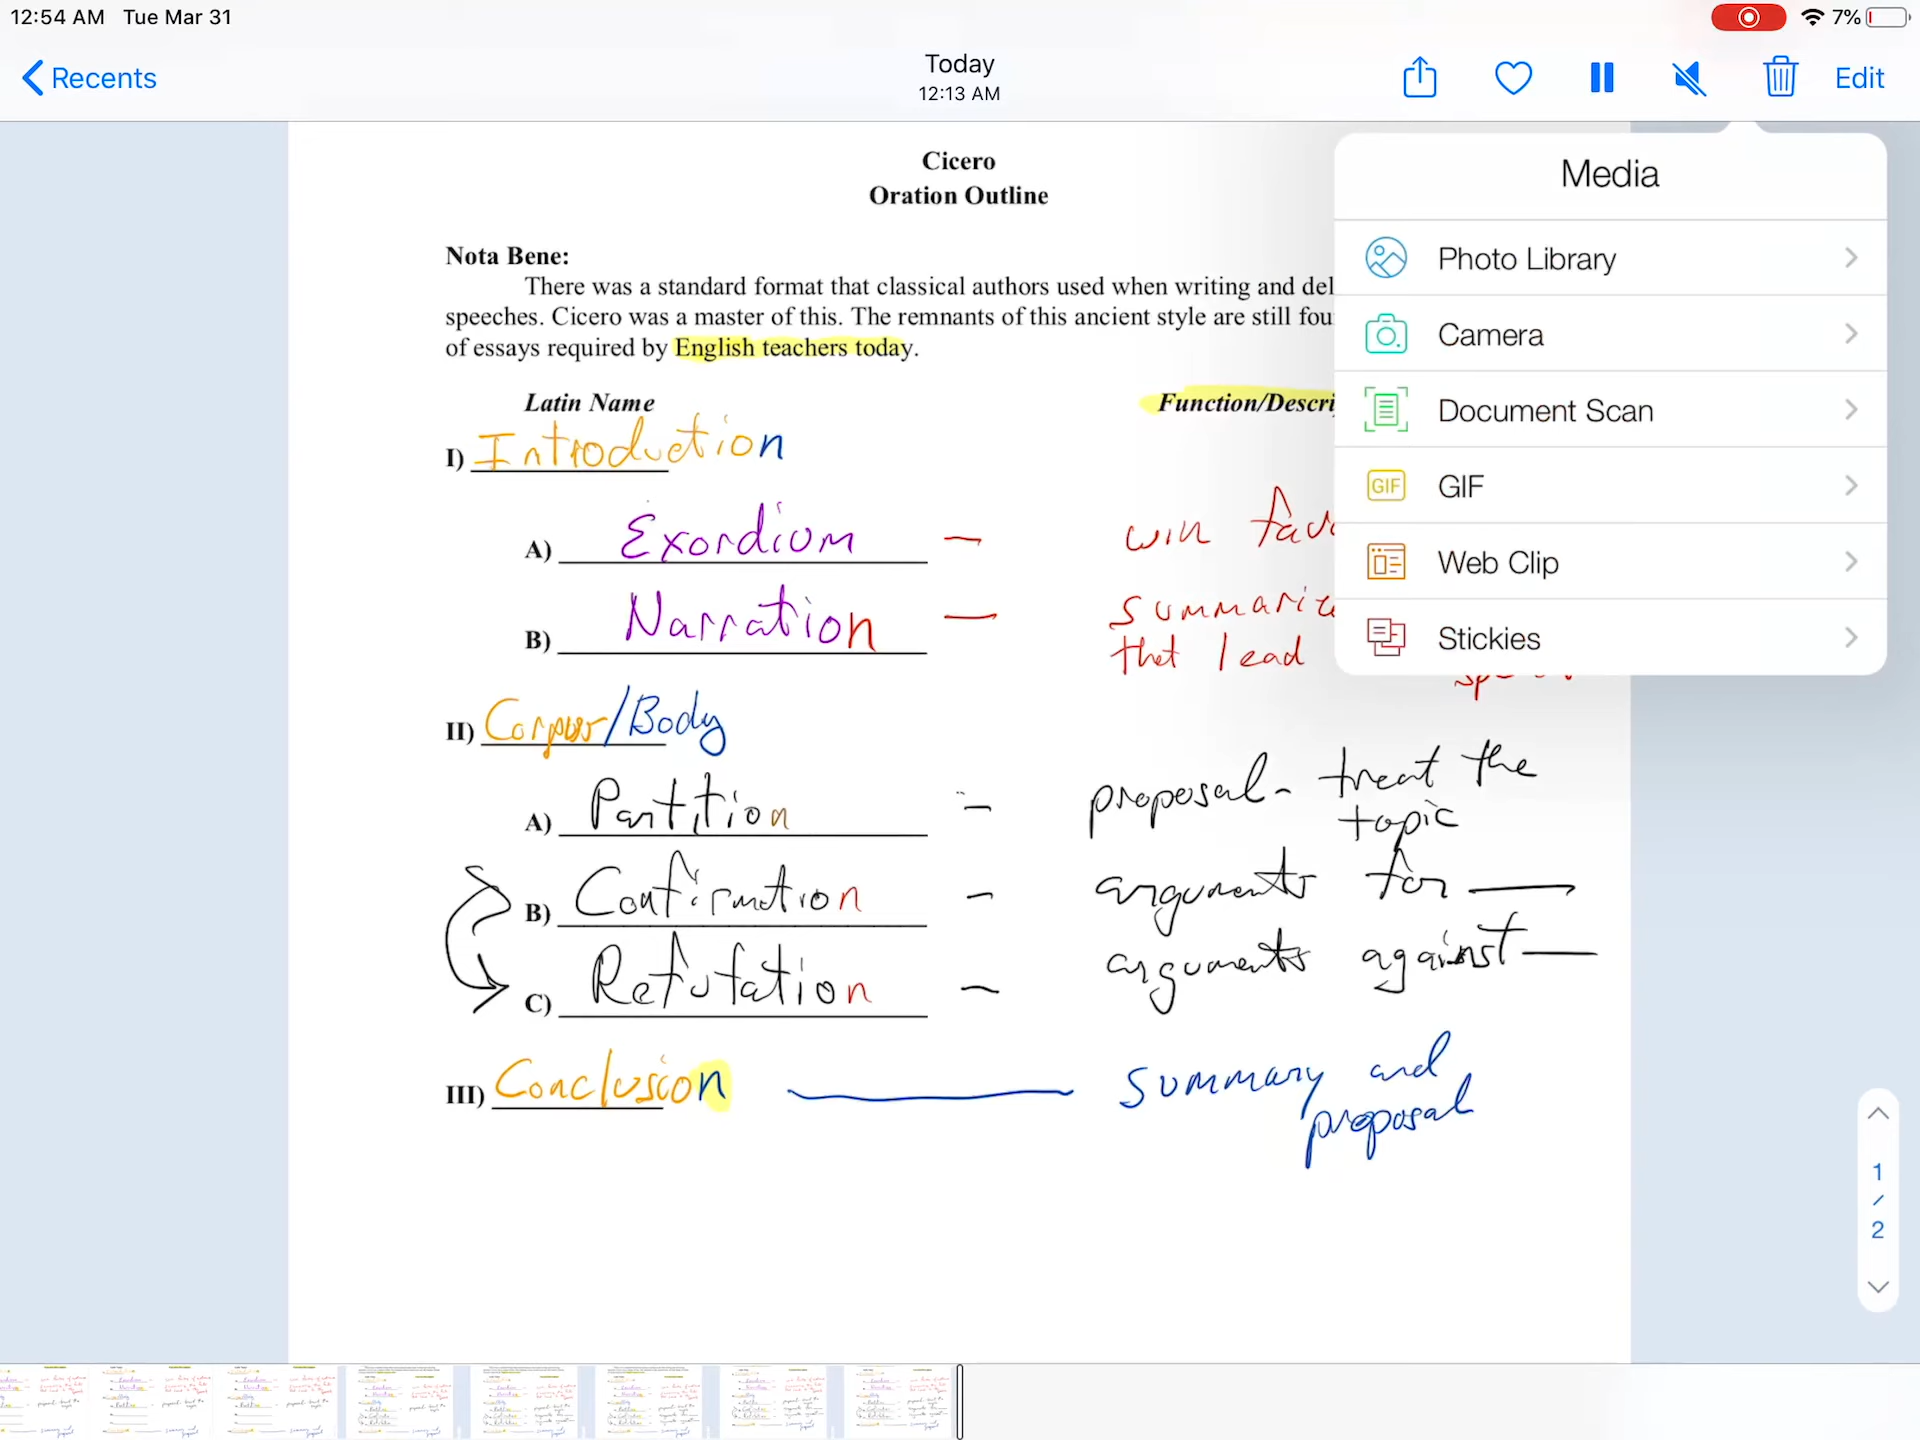 12:54 AM Tue Mar 31
7%
Recents
Today
12:13 AM
Edit
Cicero
Oration Outline
Nota Bene:
There was a standard format that classical authors used when writing and del
speeches. Cicero was a master of this. The remnants of this ancient style are still fou
of essays required by English teachers today.
Latin Name Function/Descri
I) Introduction
A) Exordium – win favo
B) Narration – summarize
that lead
II) Corpus/Body
A) Partition – proposal - treat the
topic
B) Confirmation – arguments for
C) Refutation – arguments against
III) Conclusion summary and
proposal
Media
Photo Library
Camera
Document Scan
GIF GIF
Web Clip
Stickies
1
/
2